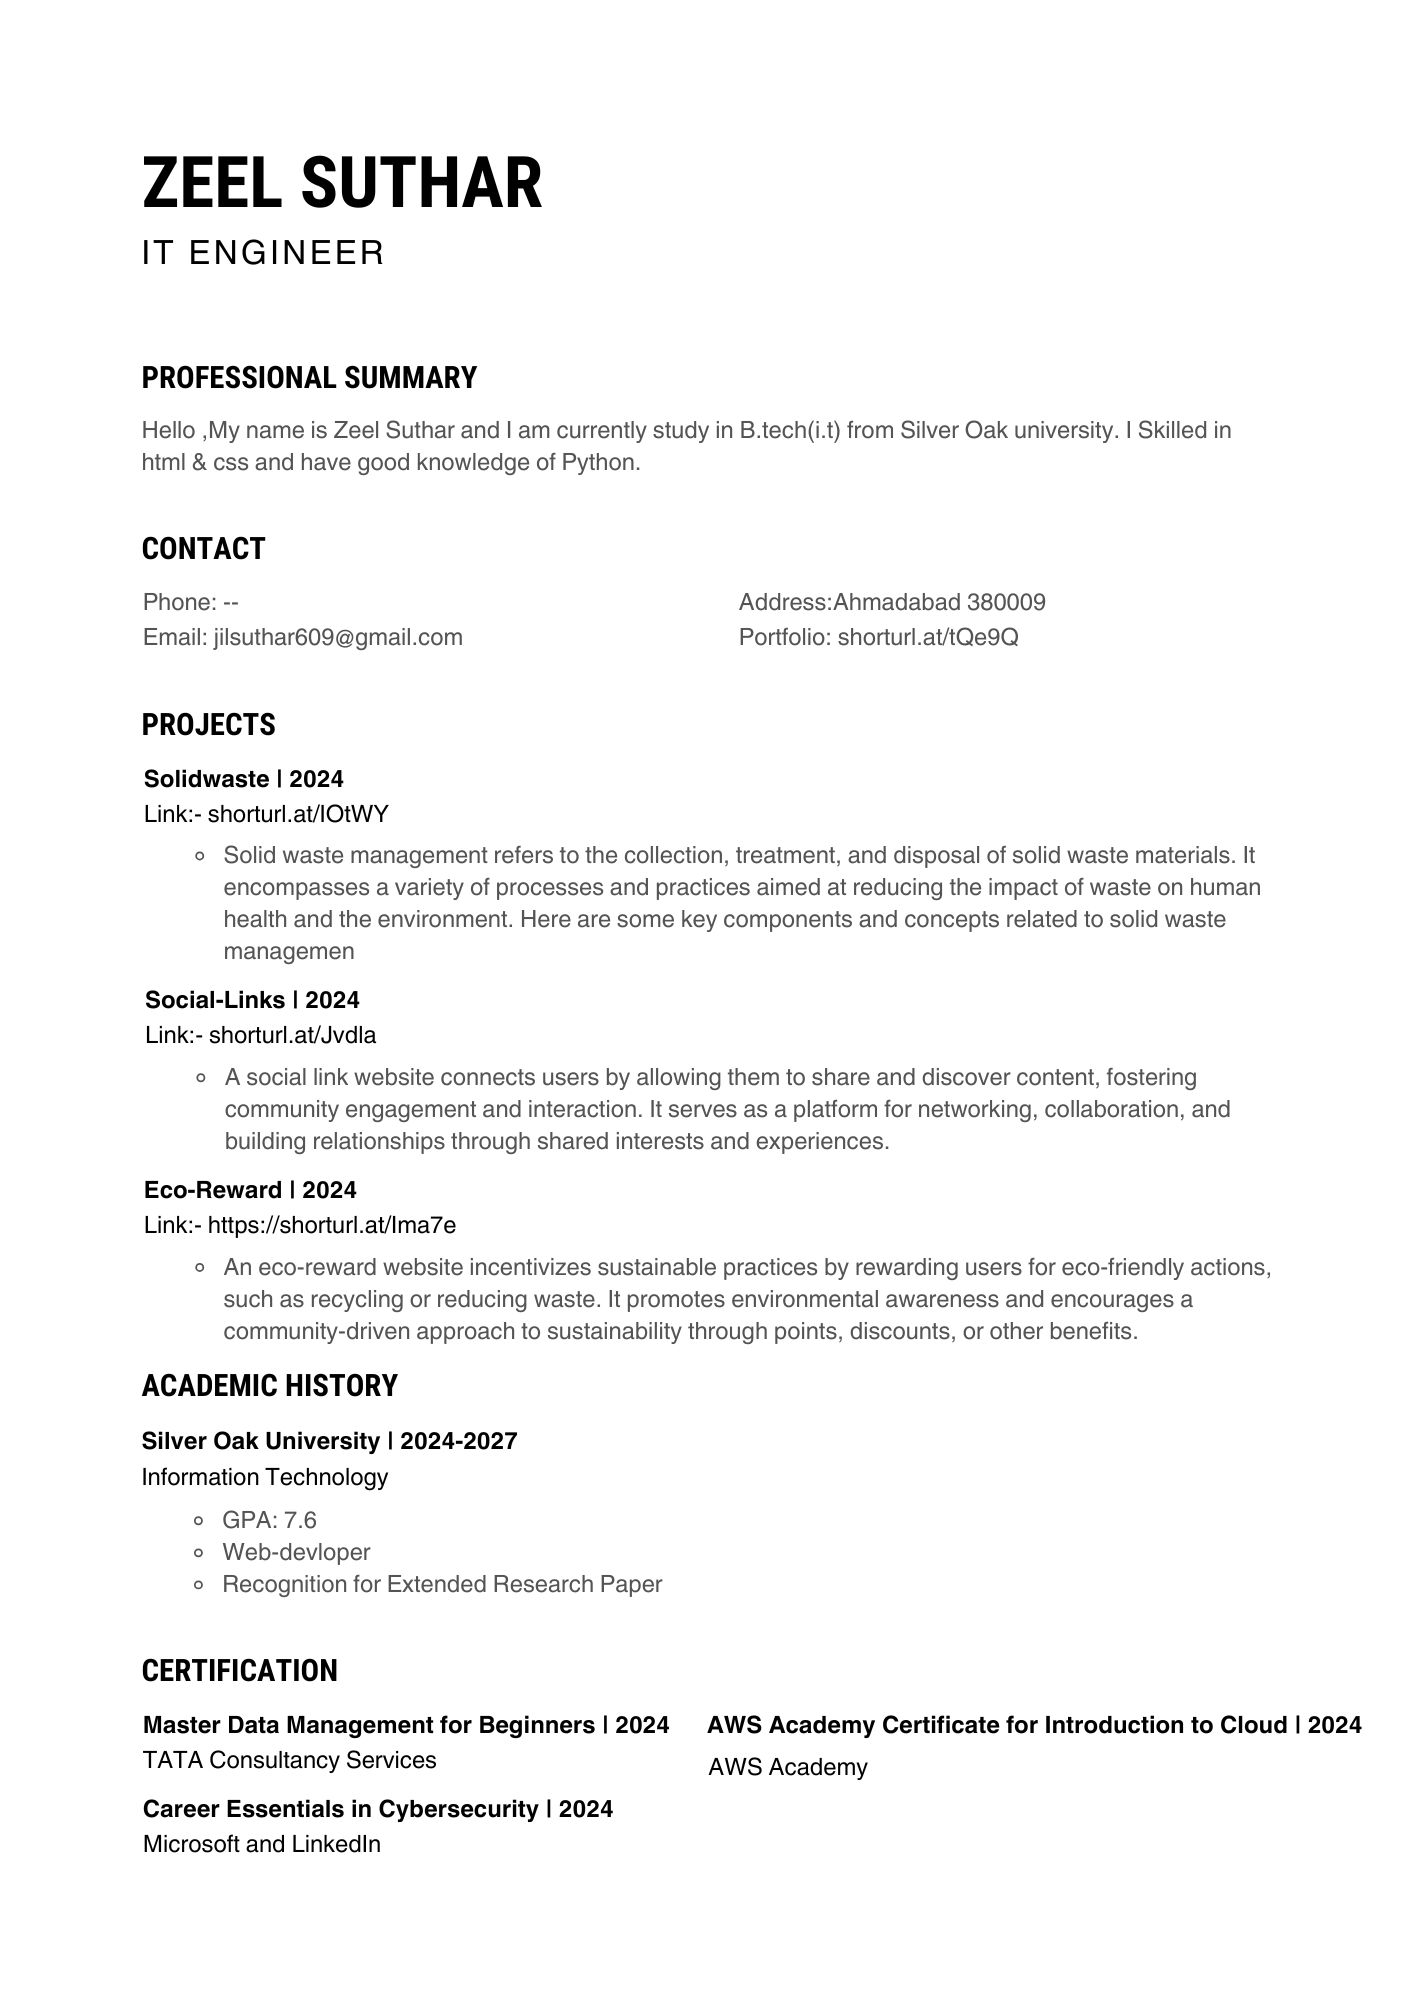 ZEEL SUTHAR
IT ENGINEER
PROFESSIONAL SUMMARY
Hello ,My name is Zeel Suthar and I am currently study in B.tech(i.t) from Silver Oak university. I Skilled in
html & css and have good knowledge of Python.
CONTACT
Phone: --
Email: jilsuthar609@gmail.com
Address:Ahmadabad 380009
Portfolio: shorturl.at/tQe9Q
PROJECTS
Solidwaste | 2024
Link:- shorturl.at/IOtWY
Solid waste management refers to the collection, treatment, and disposal of solid waste materials. It
encompasses a variety of processes and practices aimed at reducing the impact of waste on human
health and the environment. Here are some key components and concepts related to solid waste
managemen
Social-Links | 2024
Link:- shorturl.at/Jvdla
A social link website connects users by allowing them to share and discover content, fostering
community engagement and interaction. It serves as a platform for networking, collaboration, and
building relationships through shared interests and experiences.
Eco-Reward | 2024
Link:- https://shorturl.at/Ima7e
An eco-reward website incentivizes sustainable practices by rewarding users for eco-friendly actions,
such as recycling or reducing waste. It promotes environmental awareness and encourages a
community-driven approach to sustainability through points, discounts, or other benefits.
ACADEMIC HISTORY
Silver Oak University | 2024-2027
Information Technology
GPA: 7.6
Web-devloper
Recognition for Extended Research Paper
CERTIFICATION
Master Data Management for Beginners | 2024
TATA Consultancy Services
AWS Academy Certificate for Introduction to Cloud | 2024
AWS Academy
Career Essentials in Cybersecurity | 2024
Microsoft and LinkedIn